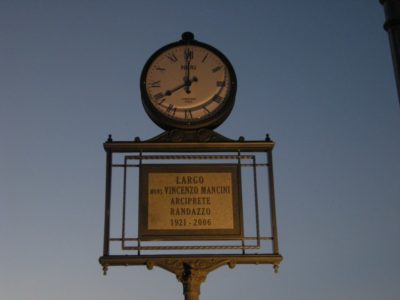 LARGO
MONS. VINCENZO MANCINI
ARCIPRETE
RANDAZZO
1921 - 2006